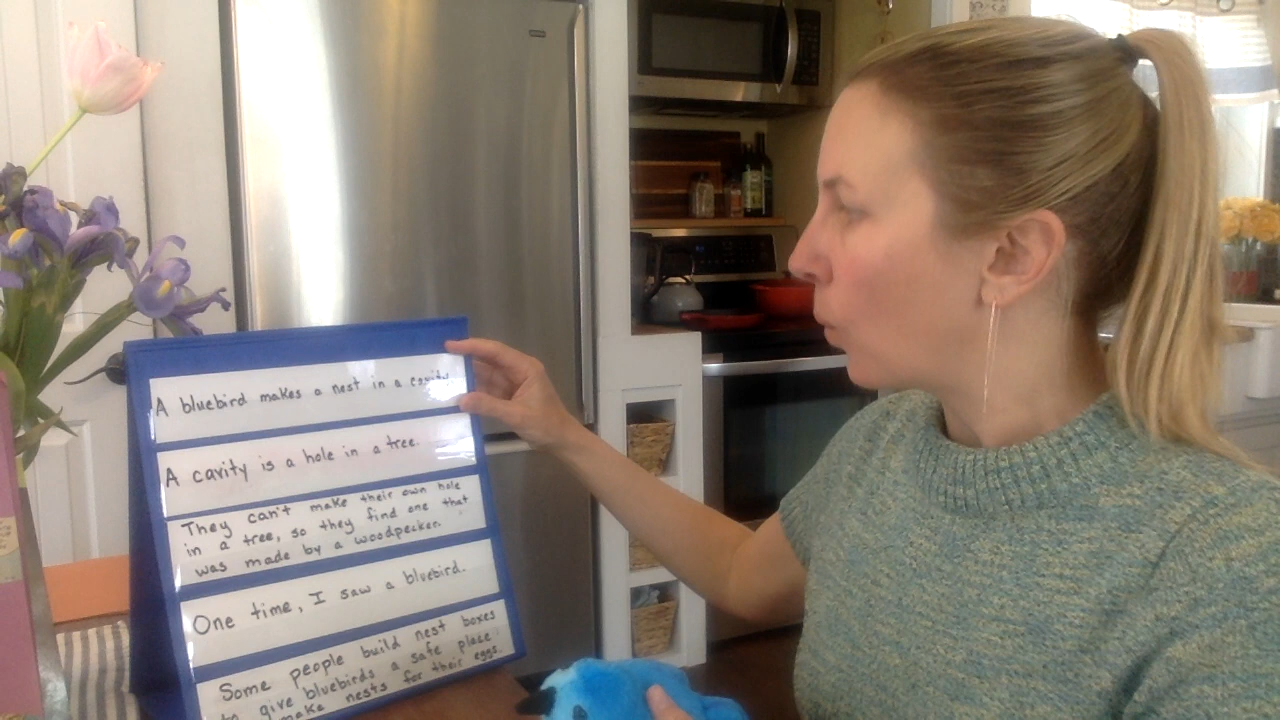 A bluebird makes a nest in a cavity.
A cavity is a hole in a tree.
They can't make their own hole
in a tree, so they find one that
was made by a woodpecker.
One time, I saw a bluebird.
Some people build nest boxes
to give bluebirds a safe place
make nests for their eggs.